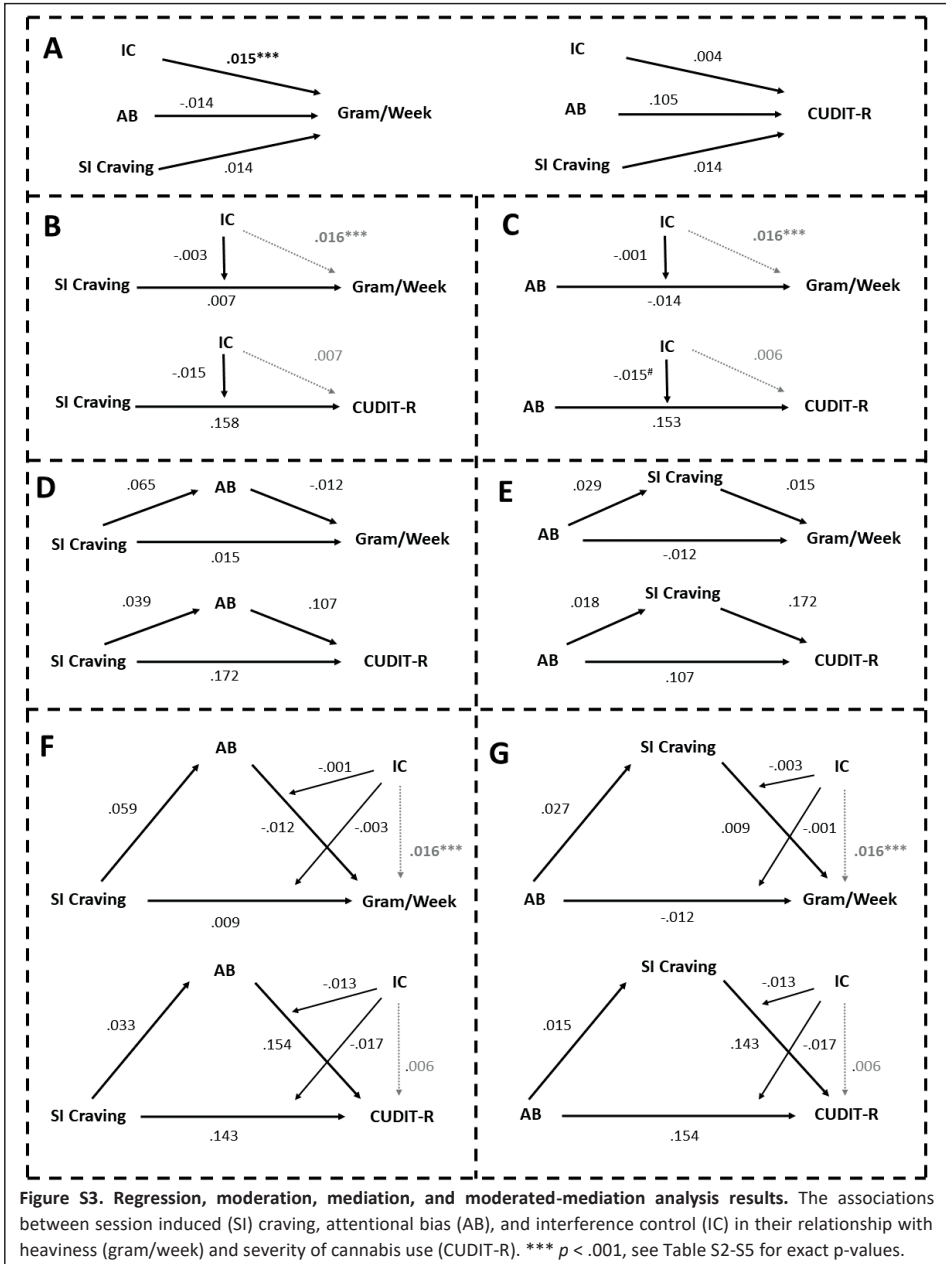 A
IC
.015***
AB
-.014
Gram/Week
SI Craving
.014
IC
.004
AB
.105
CUDIT-R
SI Craving
.014
B
IC
.016***
-.003
SI Craving
Gram/Week
.007
IC
.007
-.015
SI Craving
CUDIT-R
.158
C
IC
.016***
-.001
AB
Gram/Week
-.014
IC
.006
-.015#
AB
CUDIT-R
.153
D
.065
AB
-.012
SI Craving
Gram/Week
.015
.039
AB
.107
SI Craving
CUDIT-R
.172
E
.029
SI Craving
.015
AB
Gram/Week
-.012
.018
SI Craving
.172
AB
CUDIT-R
.107
F
AB
IC
-.001
.059
-.012
-.003
.016***
SI Craving
Gram/Week
.009
AB
IC
-.013
.033
.154
-.017
.006
SI Craving
CUDIT-R
.143
G
SI Craving
IC
-.003
.027
.009
-.001
.016***
AB
Gram/Week
-.012
SI Craving
IC
-.013
.015
.143
-.017
.006
AB
CUDIT-R
.154
Figure S3. Regression, moderation, mediation, and moderated-mediation analysis results. The associations
between session induced (SI) craving, attentional bias (AB), and interference control (IC) in their relationship with
heaviness (gram/week) and severity of cannabis use (CUDIT-R). *** p < .001, see Table S2-S5 for exact p-values.